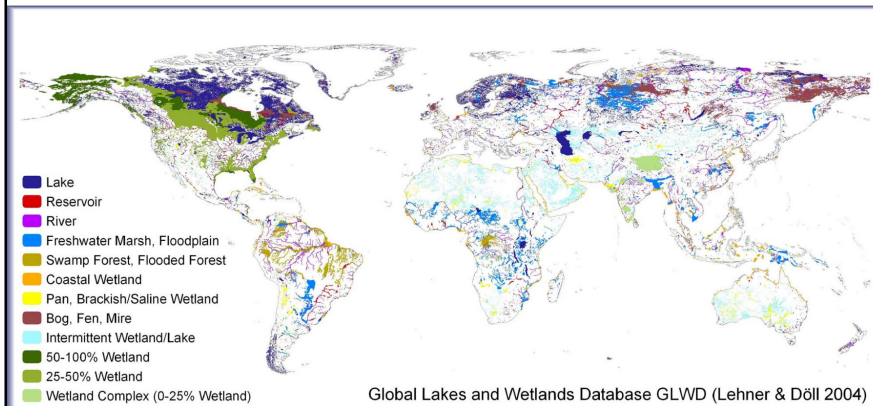 Lake
Reservoir
River
Freshwater Marsh, Floodplain
Swamp Forest, Flooded Forest
Coastal Wetland
Pan, Brackish/Saline Wetland
Bog, Fen, Mire
Intermittent Wetland/Lake
50-100% Wetland
25-50% Wetland
Wetland Complex (0-25% Wetland)
Global Lakes and Wetlands Database GLWD (Lehner & Döll 2004)